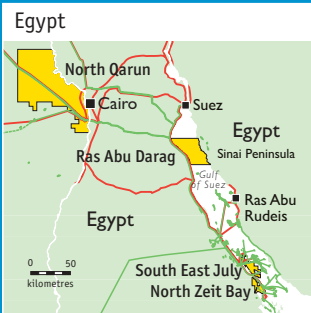 Egypt
North Qarun
Cairo
Suez
Egypt
Sinai Peninsula
Ras Abu Darag
Gulf
of Suez
Ras Abu
Rudeis
Egypt
0 50
kilometres
South East July
North Zeit Bay